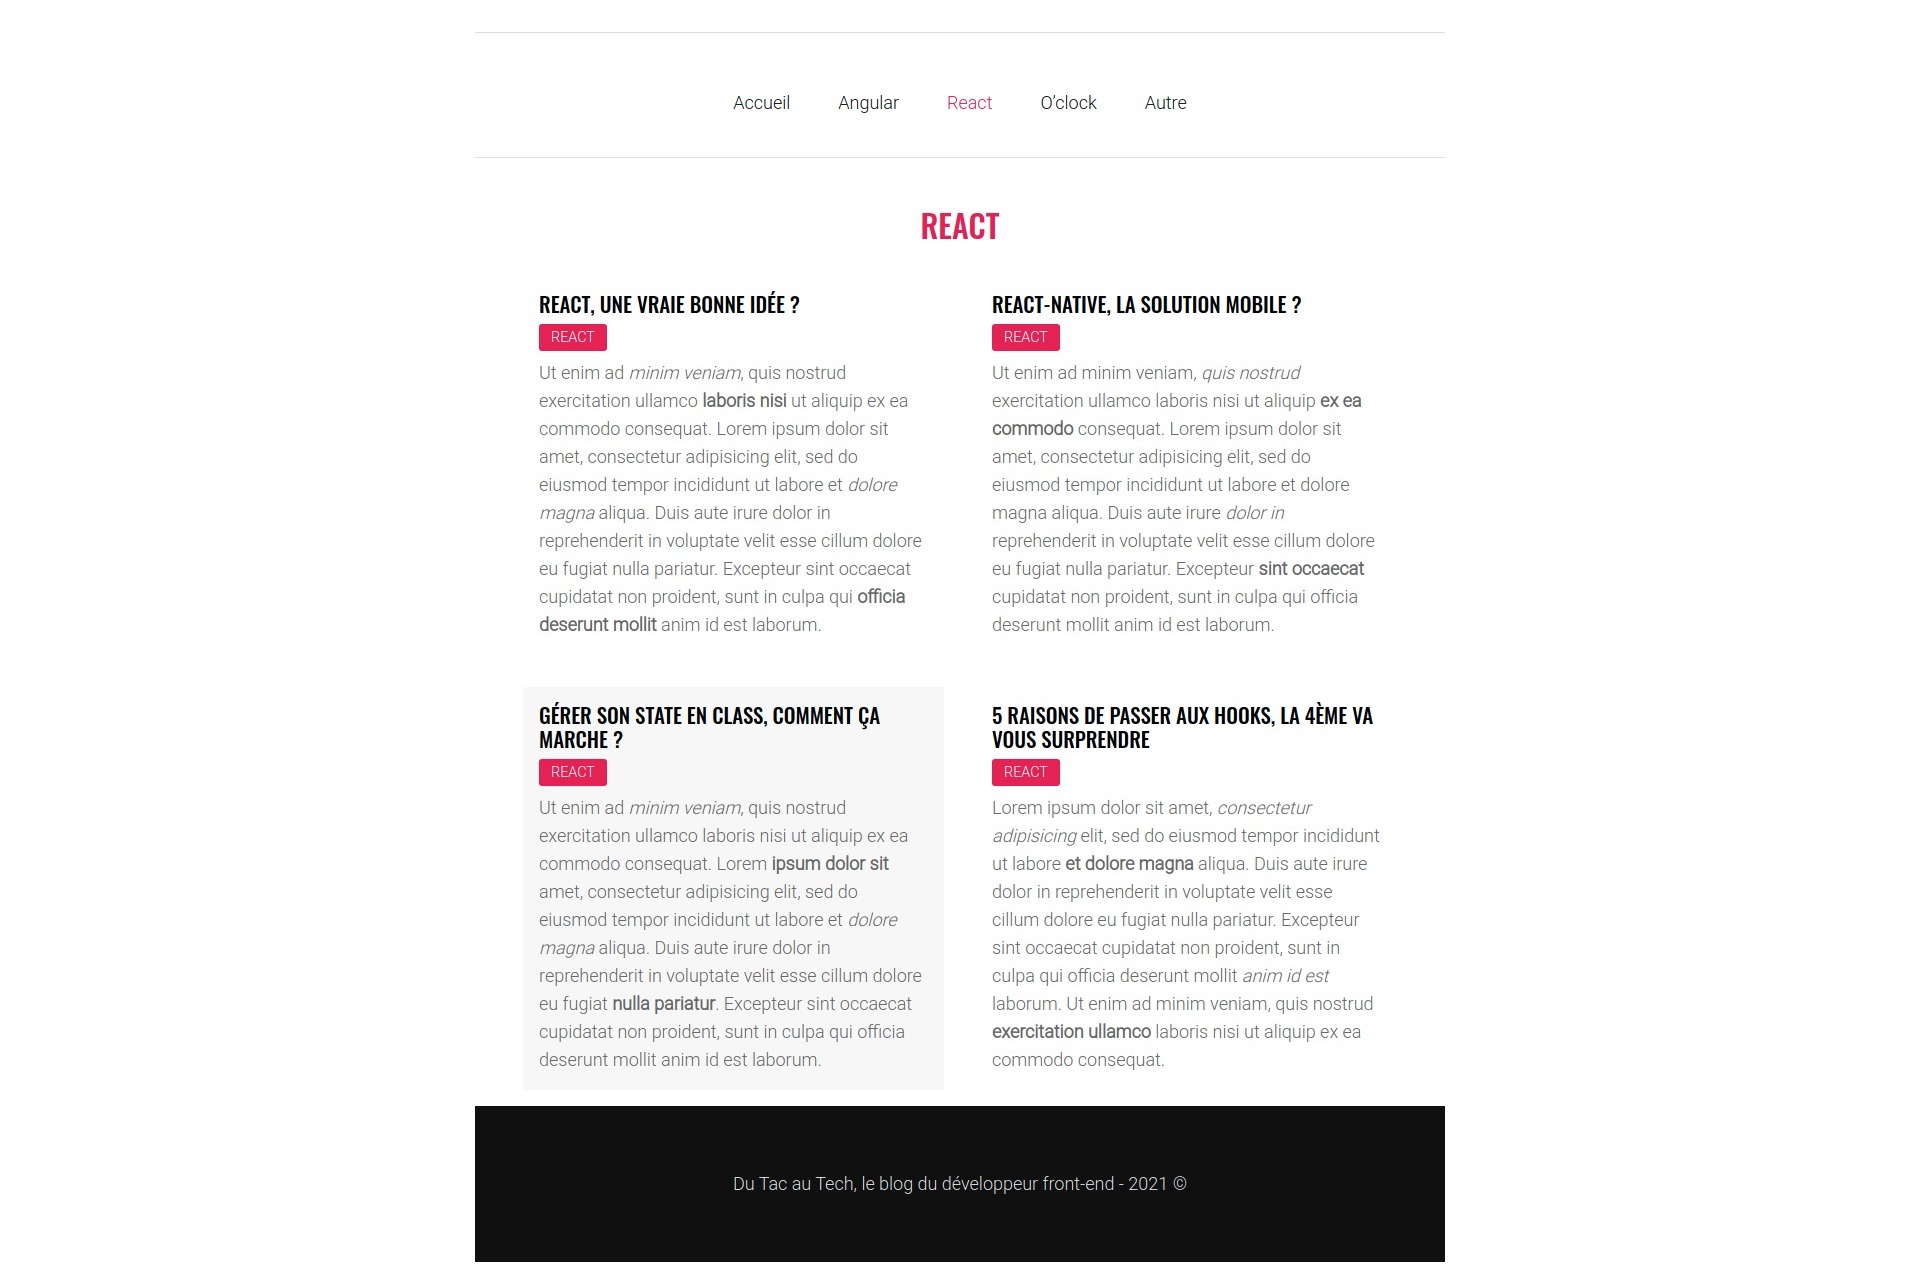 Accueil Angular React O’clock Autre
REACT
REACT, UNE VRAIE BONNE IDÉE ?
REACT
Ut enim ad minim veniam, quis nostrud
exercitation ullamco laboris nisi ut aliquip ex ea
commodo consequat. Lorem ipsum dolor sit
amet, consectetur adipisicing elit, sed do
eiusmod tempor incididunt ut labore et dolore
magna aliqua. Duis aute irure dolor in
reprehenderit in voluptate velit esse cillum dolore
eu fugiat nulla pariatur. Excepteur sint occaecat
cupidatat non proident, sunt in culpa qui officia
deserunt mollit anim id est laborum.
REACT-NATIVE, LA SOLUTION MOBILE ?
REACT
Ut enim ad minim veniam, quis nostrud
exercitation ullamco laboris nisi ut aliquip ex ea
commodo consequat. Lorem ipsum dolor sit
amet, consectetur adipisicing elit, sed do
eiusmod tempor incididunt ut labore et dolore
magna aliqua. Duis aute irure dolor in
reprehenderit in voluptate velit esse cillum dolore
eu fugiat nulla pariatur. Excepteur sint occaecat
cupidatat non proident, sunt in culpa qui officia
deserunt mollit anim id est laborum.
GÉRER SON STATE EN CLASS, COMMENT ÇA
MARCHE ?
REACT
Ut enim ad minim veniam, quis nostrud
exercitation ullamco laboris nisi ut aliquip ex ea
commodo consequat. Lorem ipsum dolor sit
amet, consectetur adipisicing elit, sed do
eiusmod tempor incididunt ut labore et dolore
magna aliqua. Duis aute irure dolor in
reprehenderit in voluptate velit esse cillum dolore
eu fugiat nulla pariatur. Excepteur sint occaecat
cupidatat non proident, sunt in culpa qui officia
deserunt mollit anim id est laborum.
5 RAISONS DE PASSER AUX HOOKS, LA 4ÈME VA
VOUS SURPRENDRE
REACT
Lorem ipsum dolor sit amet, consectetur
adipisicing elit, sed do eiusmod tempor incididunt
ut labore et dolore magna aliqua. Duis aute irure
dolor in reprehenderit in voluptate velit esse
cillum dolore eu fugiat nulla pariatur. Excepteur
sint occaecat cupidatat non proident, sunt in
culpa qui officia deserunt mollit anim id est
laborum. Ut enim ad minim veniam, quis nostrud
exercitation ullamco laboris nisi ut aliquip ex ea
commodo consequat.
Du Tac au Tech, le blog du développeur front-end - 2021 ©